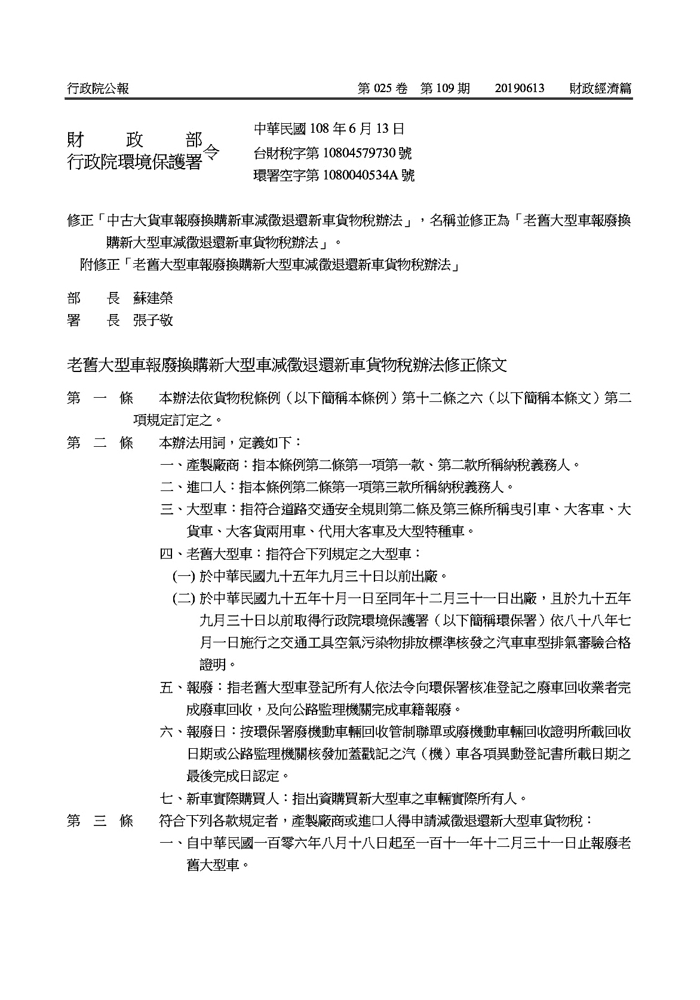 行政院公報 第 025 卷 第 109 期 20190613 財政經濟篇
財政部
行政院環境保護署
令
中華民國 108 年 6 月 13 日
台財稅字第 10804579730 號
環署空字第 1080040534A 號
修正「中古大貨車報廢換購新車減徵退還新車貨物稅辦法」，名稱並修正為「老舊大型車報廢換
購新大型車減徵退還新車貨物稅辦法」。
附修正「老舊大型車報廢換購新大型車減徵退還新車貨物稅辦法」
部 長 蘇建榮
署 長 張子敬
老舊大型車報廢換購新大型車減徵退還新車貨物稅辦法修正條文
第 一 條 本辦法依貨物稅條例（以下簡稱本條例）第十二條之六（以下簡稱本條文）第二
項規定訂定之。
第 二 條 本辦法用詞，定義如下：
一、產製廠商：指本條例第二條第一項第一款、第二款所稱納稅義務人。
二、進口人：指本條例第二條第一項第三款所稱納稅義務人。
三、大型車：指符合道路交通安全規則第二條及第三條所稱曳引車、大客車、大
貨車、大客貨兩用車、代用大客車及大型特種車。
四、老舊大型車：指符合下列規定之大型車：
(一) 於中華民國九十五年九月三十日以前出廠。
(二) 於中華民國九十五年十月一日至同年十二月三十一日出廠，且於九十五年
九月三十日以前取得行政院環境保護署（以下簡稱環保署）依八十八年七
月一日施行之交通工具空氣污染物排放標準核發之汽車車型排氣審驗合格
證明。
五、報廢：指老舊大型車登記所有人依法令向環保署核准登記之廢車回收業者完
成廢車回收，及向公路監理機關完成車籍報廢。
六、報廢日：按環保署廢機動車輛回收管制聯單或廢機動車輛回收證明所載回收
日期或公路監理機關核發加蓋戳記之汽（機）車各項異動登記書所載日期之
最後完成日認定。
七、新車實際購買人：指出資購買新大型車之車輛實際所有人。
第 三 條 符合下列各款規定者，產製廠商或進口人得申請減徵退還新大型車貨物稅：
一、自中華民國一百零六年八月十八日起至一百十一年十二月三十一日止報廢老
舊大型車。